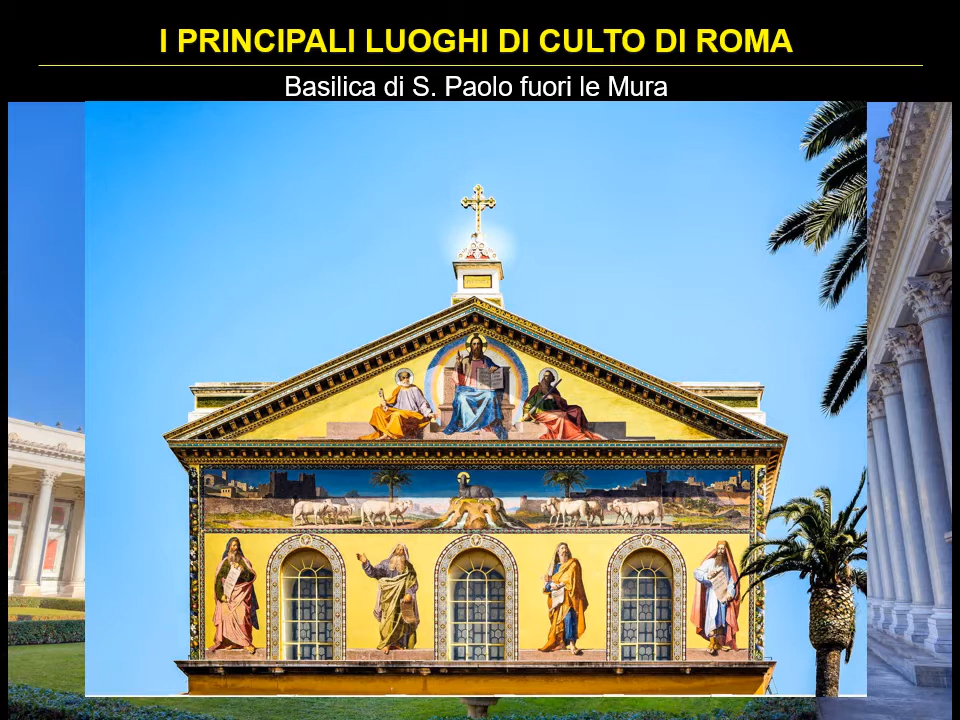 I PRINCIPALI LUOGHI DI CULTO DI ROMA
Basilica di S. Paolo fuori le Mura